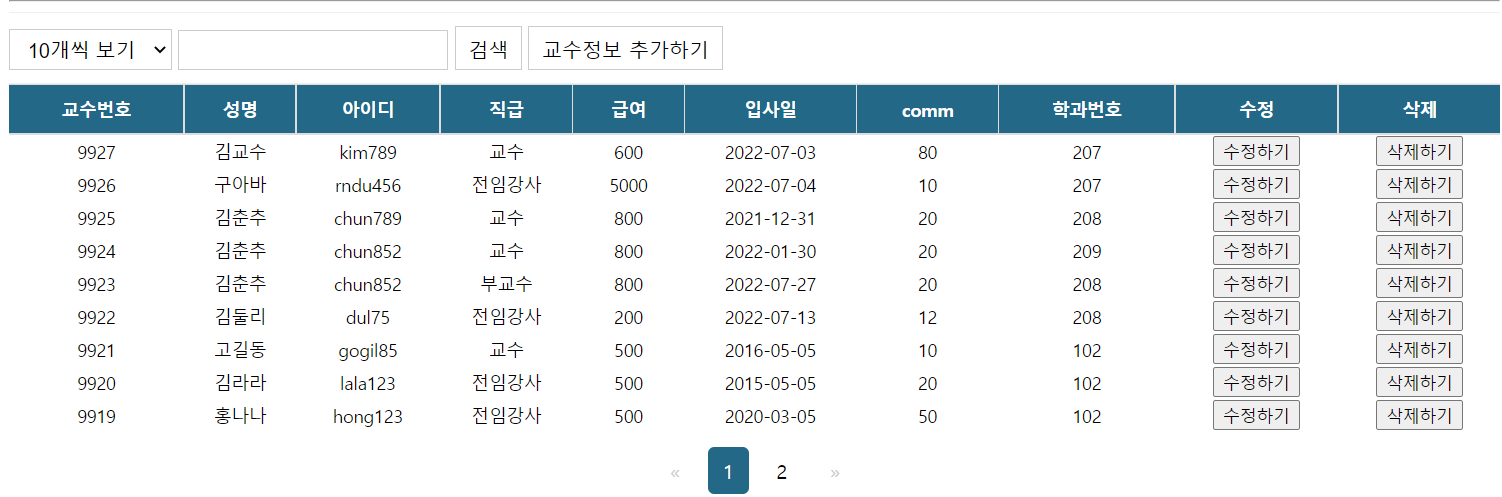 10개씩 보기 검색 교수정보 추가하기
교수번호 성명 아이디 직급 급여 입사일 comm 학과번호 수정 삭제
9927 김교수 kim789 교수 600 2022-07-03 80 207 수정하기 삭제하기
9926 구아바 rndu456 전임강사 5000 2022-07-04 10 207 수정하기 삭제하기
9925 김춘추 chun789 교수 800 2021-12-31 20 208 수정하기 삭제하기
9924 김춘추 chun852 교수 800 2022-01-30 20 209 수정하기 삭제하기
9923 김춘추 chun852 부교수 800 2022-07-27 20 208 수정하기 삭제하기
9922 김둘리 dul75 전임강사 200 2022-07-13 12 208 수정하기 삭제하기
9921 고길동 gogil85 교수 500 2016-05-05 10 102 수정하기 삭제하기
9920 김라라 lala123 전임강사 500 2015-05-05 20 102 수정하기 삭제하기
9919 홍나나 hong123 전임강사 500 2020-03-05 50 102 수정하기 삭제하기
« 1 2 »